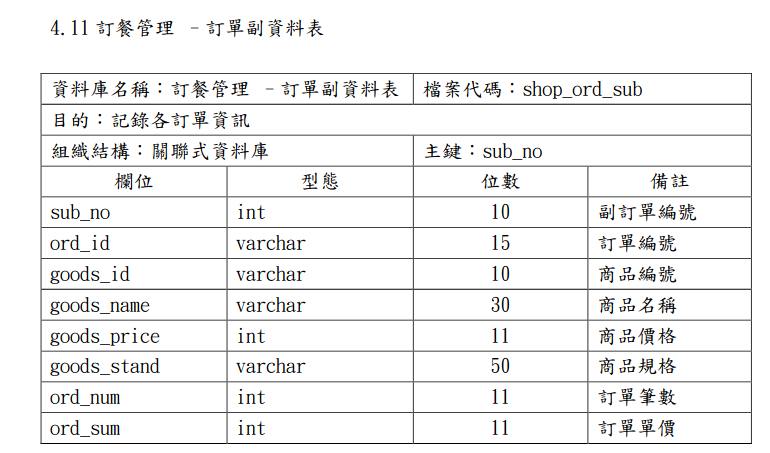 4.11 訂餐管理 －訂單副資料表
資料庫名稱：訂餐管理 －訂單副資料表 檔案代碼：shop_ord_sub
目的：記錄各訂單資訊
組織結構：關聯式資料庫 主鍵：sub_no
欄位 型態 位數 備註
sub_no int 10 副訂單編號
ord_id varchar 15 訂單編號
goods_id varchar 10 商品編號
goods_name varchar 30 商品名稱
goods_price int 11 商品價格
goods_stand varchar 50 商品規格
ord_num int 11 訂單筆數
ord_sum int 11 訂單單價